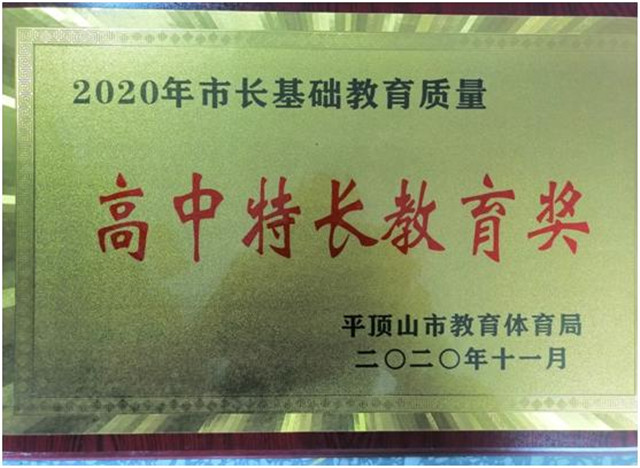 2020年市长基础教育质量
高中特长教育奖
平顶山市教育体育局
二〇二〇年十一月